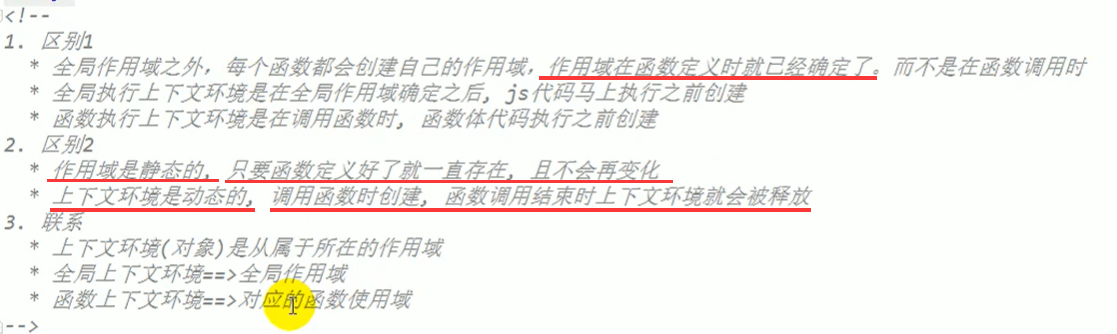 <!--
1. 区别1
* 全局作用域之外，每个函数都会创建自己的作用域，作用域在函数定义时就已经确定了。而不是在函数调用时
* 全局执行上下文环境是在全局作用域确定之后, js代码马上执行之前创建
* 函数执行上下文环境是在调用函数时, 函数体代码执行之前创建
2. 区别2
* 作用域是静态的, 只要函数定义好了就一直存在, 且不会再变化
* 上下文环境是动态的, 调用函数时创建, 函数调用结束时上下文环境就会被释放
3. 联系
* 上下文环境(对象)是从属于所在的作用域
* 全局上下文环境==>全局作用域
* 函数上下文环境==>对应的函数使用域
-->